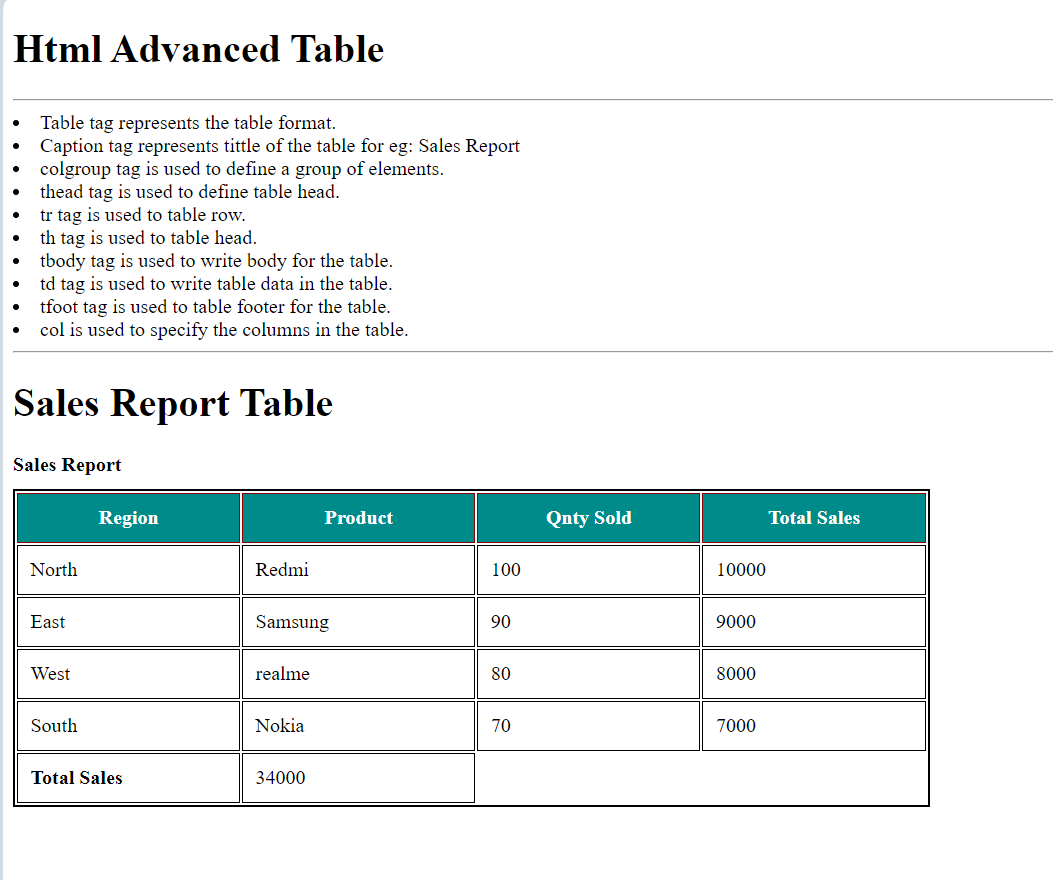 Html Advanced Table
Table tag represents the table format.
Caption tag represents tittle of the table for eg: Sales Report
colgroup tag is used to define a group of elements.
thead tag is used to define table head.
tr tag is used to table row.
th tag is used to table head.
tbody tag is used to write body for the table.
td tag is used to write table data in the table.
tfoot tag is used to table footer for the table.
col is used to specify the columns in the table.
Sales Report Table
Sales Report
Region Product Qnty Sold Total Sales
North Redmi 100 10000
East Samsung 90 9000
West realme 80 8000
South Nokia 70 7000
Total Sales 34000